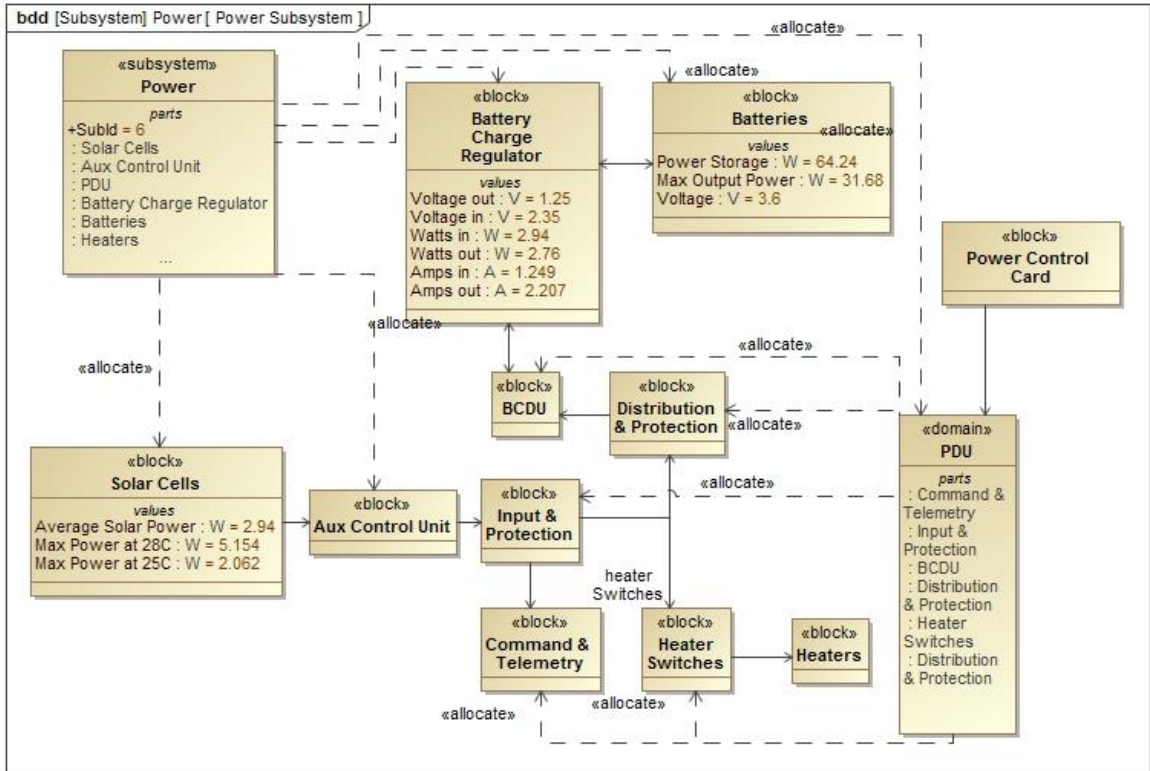 bdd [Subsystem] Power [ Power Subsystem ]
«allocate»
«subsystem»
Power
parts
+SubId = 6
: Solar Cells
: Aux Control Unit
: PDU
: Battery Charge Regulator
: Batteries
: Heaters
...
«block»
Battery
Charge
Regulator
values
Voltage out : V = 1.25
Voltage in : V = 2.35
Watts in : W = 2.94
Watts out : W = 2.76
Amps in : A = 1.249
Amps out : A = 2.207
«allocate»
«block»
Batteries
«allocate»
values
Power Storage : W = 64.24
Max Output Power : W = 31.68
Voltage : V = 3.6
«block»
Power Control
Card
«allocate»
«allocate»
«allocate»
«block»
BCDU
«block»
Distribution
& Protection
«allocate»
«domain»
PDU
parts
: Command &
Telemetry
: Input &
Protection
: BCDU
: Distribution
& Protection
: Heater
Switches
: Distribution
& Protection
«block»
Solar Cells
values
Average Solar Power : W = 2.94
Max Power at 28C : W = 5.154
Max Power at 25C : W = 2.062
«block»
Aux Control Unit
«block»
Input &
Protection
«allocate»
heater
Switches
«block»
Command &
Telemetry
«block»
Heater
Switches
«block»
Heaters
«allocate»
«allocate»